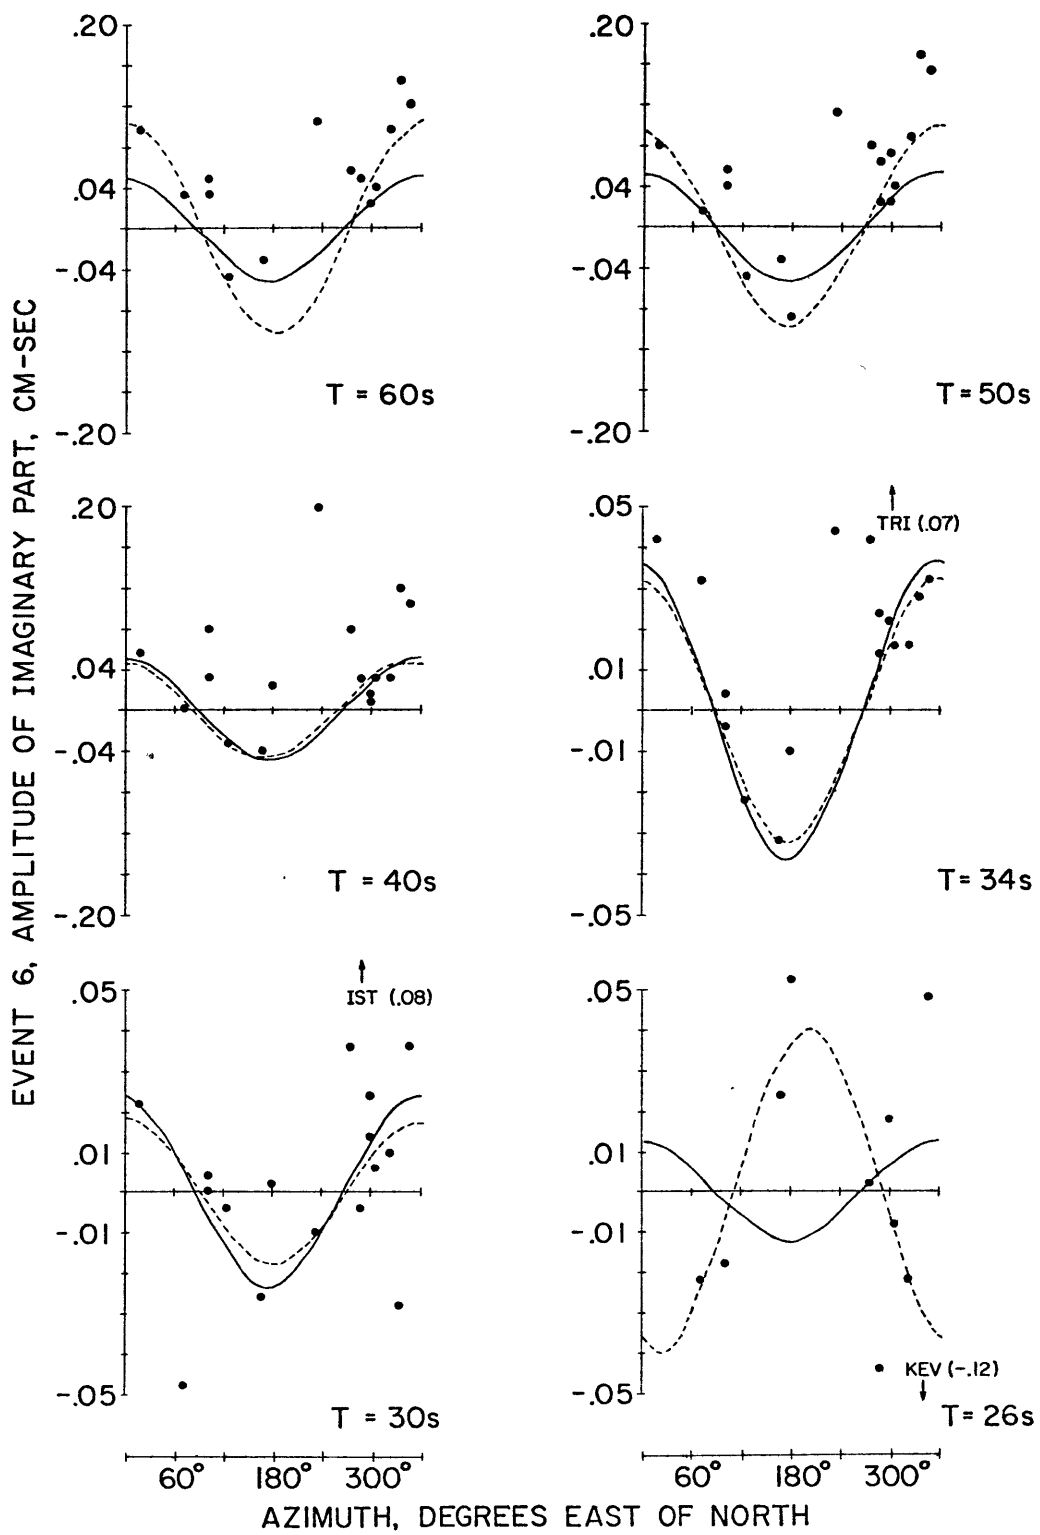 EVENT 6, AMPLITUDE OF IMAGINARY PART, CM-SEC
.20
.04
-.04
-.20
T = 60s
.20
.04
-.04
-.20
T = 50s
.20
.04
-.04
-.20
T = 40s
.05
.01
-.01
-.05
TRI (.07)
T = 34s
.05
.01
-.01
-.05
IST (.08)
T = 30s
.05
.01
-.01
-.05
KEV (-.12)
T = 26s
60° 180° 300°
60° 180° 300°
AZIMUTH, DEGREES EAST OF NORTH